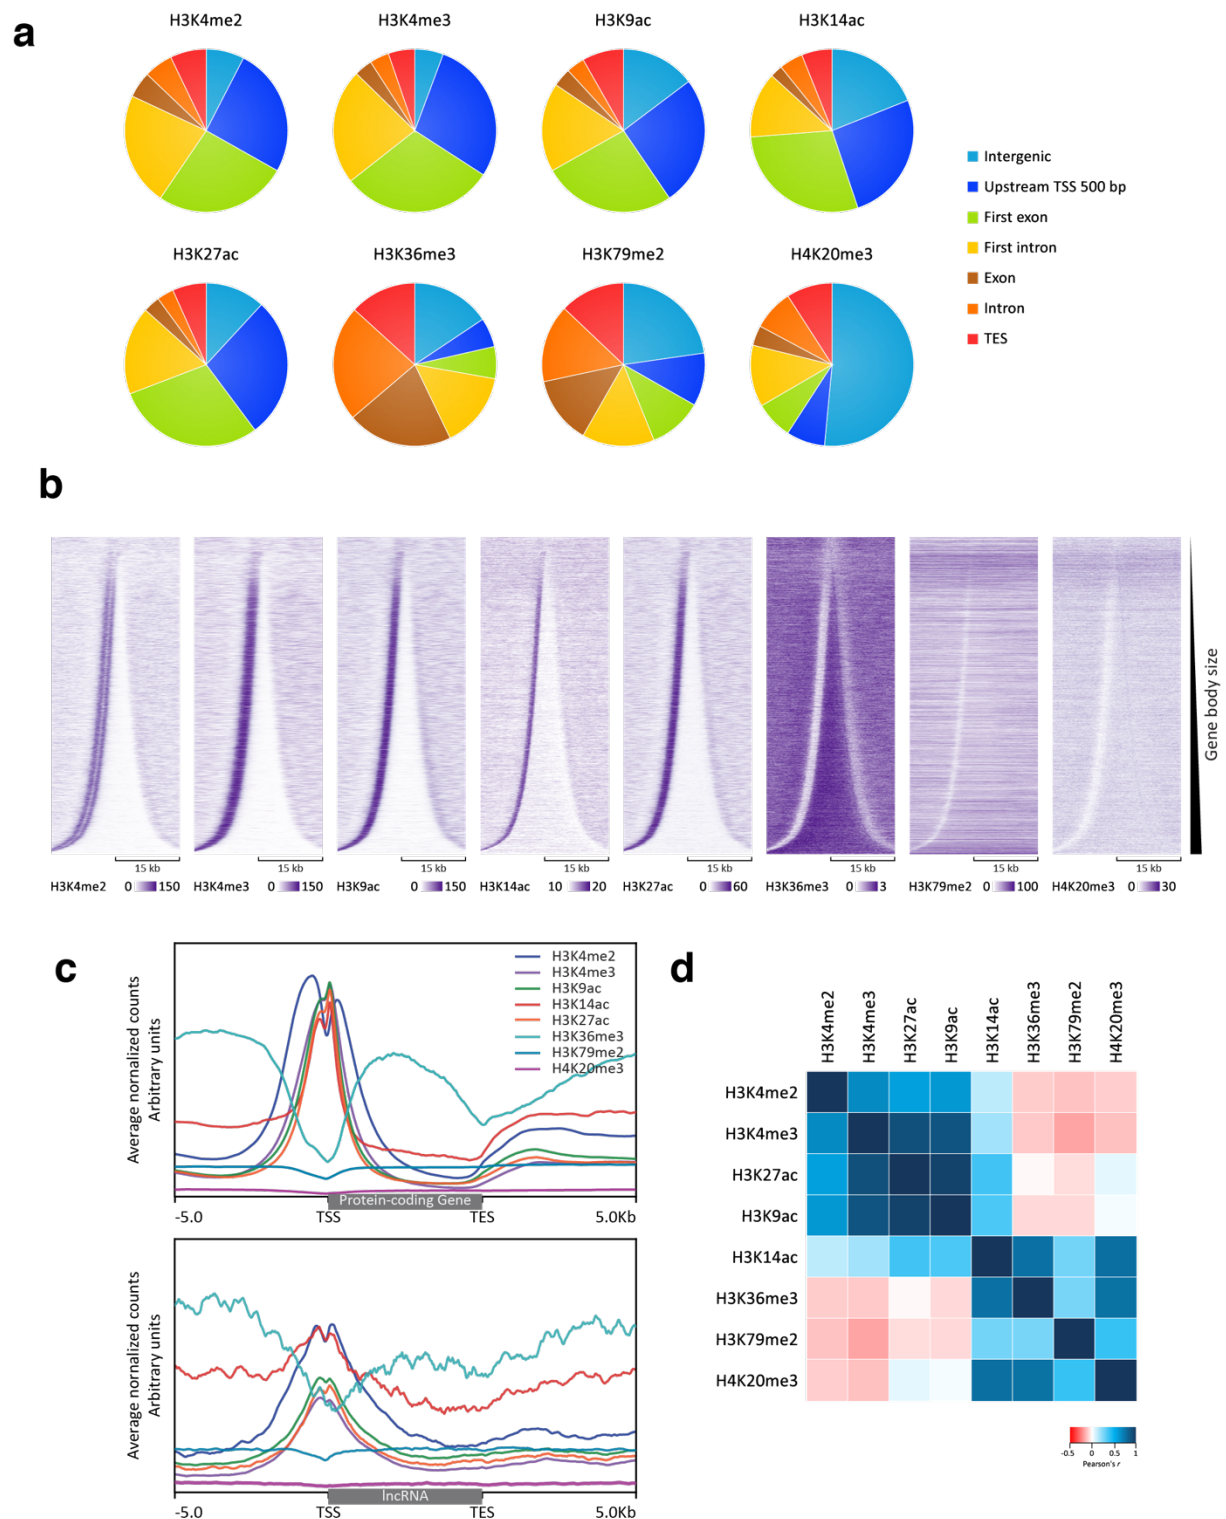 a
H3K4me2 H3K4me3 H3K9ac H3K14ac
Intergenic
Upstream TSS 500 bp
First exon
First intron
Exon
Intron
TES
H3K27ac H3K36me3 H3K79me2 H4K20me3
b
Gene body size
15 kb 15 kb 15 kb 15 kb 15 kb 15 kb 15 kb 15 kb
H3K4me2 0 150 H3K4me3 0 150 H3K9ac 0 150 H3K14ac 10 20 H3K27ac 0 60 H3K36me3 0 3 H3K79me2 0 100 H4K20me3 0 30
c
Average normalized counts
Arbitrary units
H3K4me2
H3K4me3
H3K9ac
H3K14ac
H3K27ac
H3K36me3
H3K79me2
H4K20me3
Protein-coding Gene
-5.0 TSS TES 5.0Kb
Average normalized counts
Arbitrary units
lncRNA
-5.0 TSS TES 5.0Kb
d
H3K4me2 H3K4me3 H3K27ac H3K9ac H3K14ac H3K36me3 H3K79me2 H4K20me3
H3K4me2
H3K4me3
H3K27ac
H3K9ac
H3K14ac
H3K36me3
H3K79me2
H4K20me3
-0.5 0 0.5 1
Pearson's r